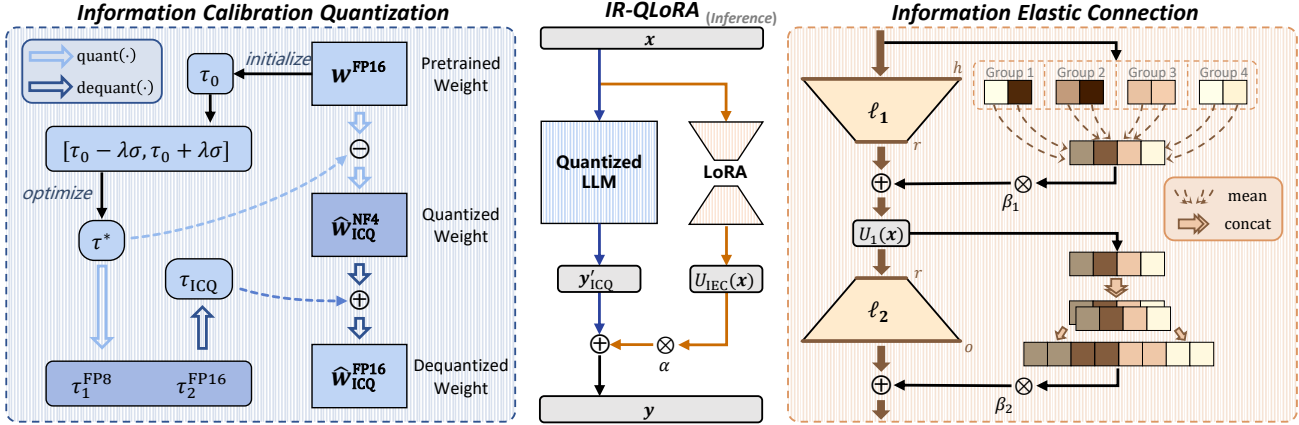 Information Calibration Quantization
quant(·)
dequant(·)
initialize
τ₀
W^FP16
Pretrained
Weight
[τ₀ − λσ, τ₀ + λσ]
⊖
optimize
τ*
Ŵ^NF4_ICQ
Quantized
Weight
τ_ICQ
⊕
τ₁^FP8
τ₂^FP16
Ŵ^FP16_ICQ
Dequantized
Weight
IR-QLoRA (Inference)
x
Quantized
LLM
LoRA
y′_ICQ
U_IEC(x)
⊕
⊗
α
y
Information Elastic Connection
h
Group 1 Group 2 Group 3 Group 4
ℓ₁
r
⊕
⊗
β₁
mean
concat
U₁(x)
r
ℓ₂
o
⊕
⊗
β₂